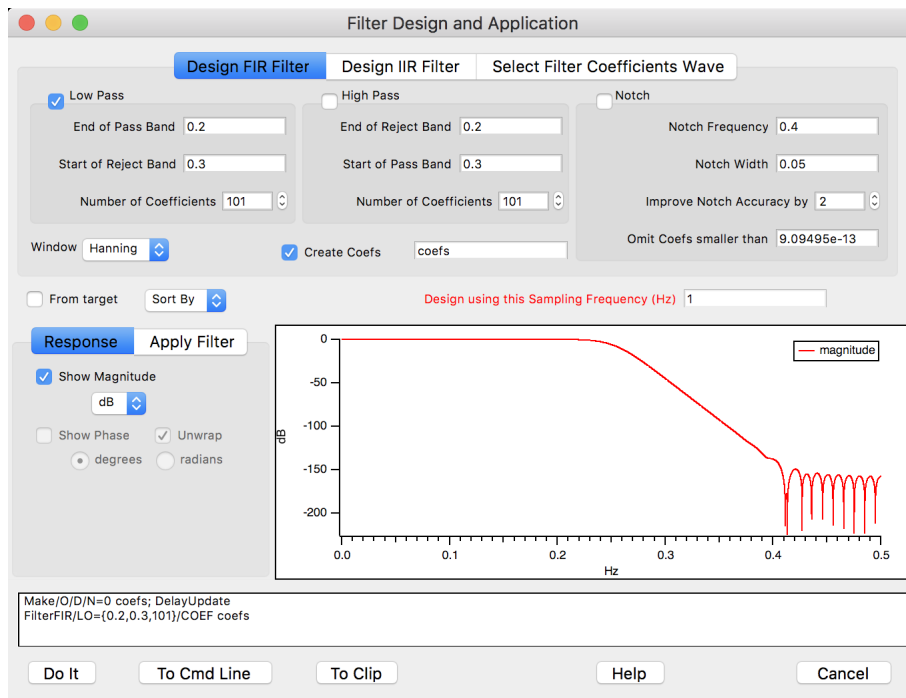 Filter Design and Application
Design FIR Filter Design IIR Filter Select Filter Coefficients Wave
Low Pass High Pass Notch
End of Pass Band 0.2 End of Reject Band 0.2 Notch Frequency 0.4
Start of Reject Band 0.3 Start of Pass Band 0.3 Notch Width 0.05
Number of Coefficients 101 Number of Coefficients 101 Improve Notch Accuracy by 2
Window Hanning Create Coefs coefs Omit Coefs smaller than 9.09495e-13
From target Sort By Design using this Sampling Frequency (Hz) 1
Response Apply Filter
Show Magnitude
dB
Show Phase Unwrap
degrees radians
magnitude
0
-50
-100
-150
-200
dB
0.0 0.1 0.2 0.3 0.4 0.5
Hz
Make/O/D/N=0 coefs; DelayUpdate
FilterFIR/LO={0.2,0.3,101}/COEF coefs
Do It To Cmd Line To Clip Help Cancel